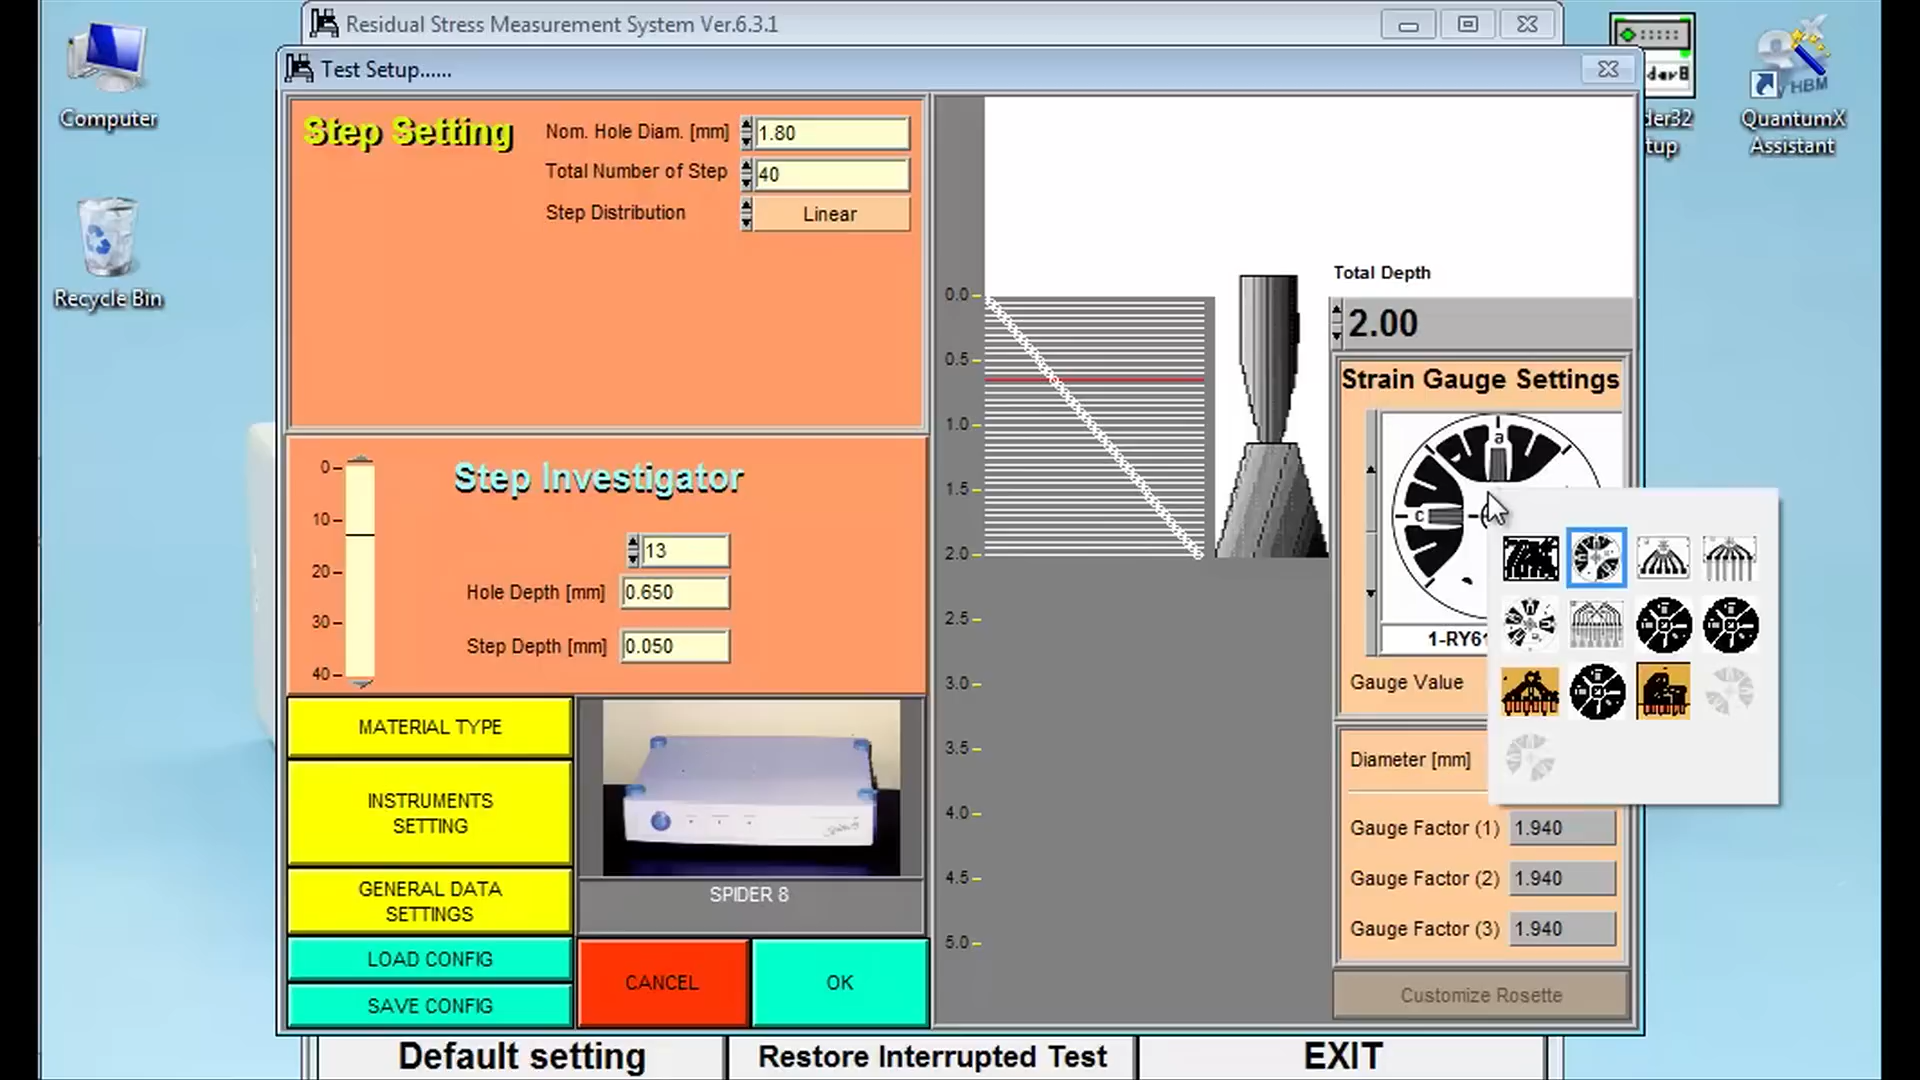 Residual Stress Measurement System Ver.6.3.1
Test Setup......
Computer
Recycle Bin
der8
der32
tup
QuantumX
Assistant
HBM
Step Setting
Nom. Hole Diam. [mm]
1.80
Total Number of Step
40
Step Distribution
Linear
Step Investigator
0
10
20
30
40
13
Hole Depth [mm]
0.650
Step Depth [mm]
0.050
MATERIAL TYPE
INSTRUMENTS
SETTING
GENERAL DATA
SETTINGS
LOAD CONFIG
SAVE CONFIG
SPIDER 8
CANCEL
OK
0.0
0.5
1.0
1.5
2.0
2.5
3.0
3.5
4.0
4.5
5.0
Total Depth
2.00
Strain Gauge Settings
a
c
1-RY61
Gauge Value
Diameter [mm]
Gauge Factor (1)
1.940
Gauge Factor (2)
1.940
Gauge Factor (3)
1.940
Customize Rosette
Default setting
Restore Interrupted Test
EXIT